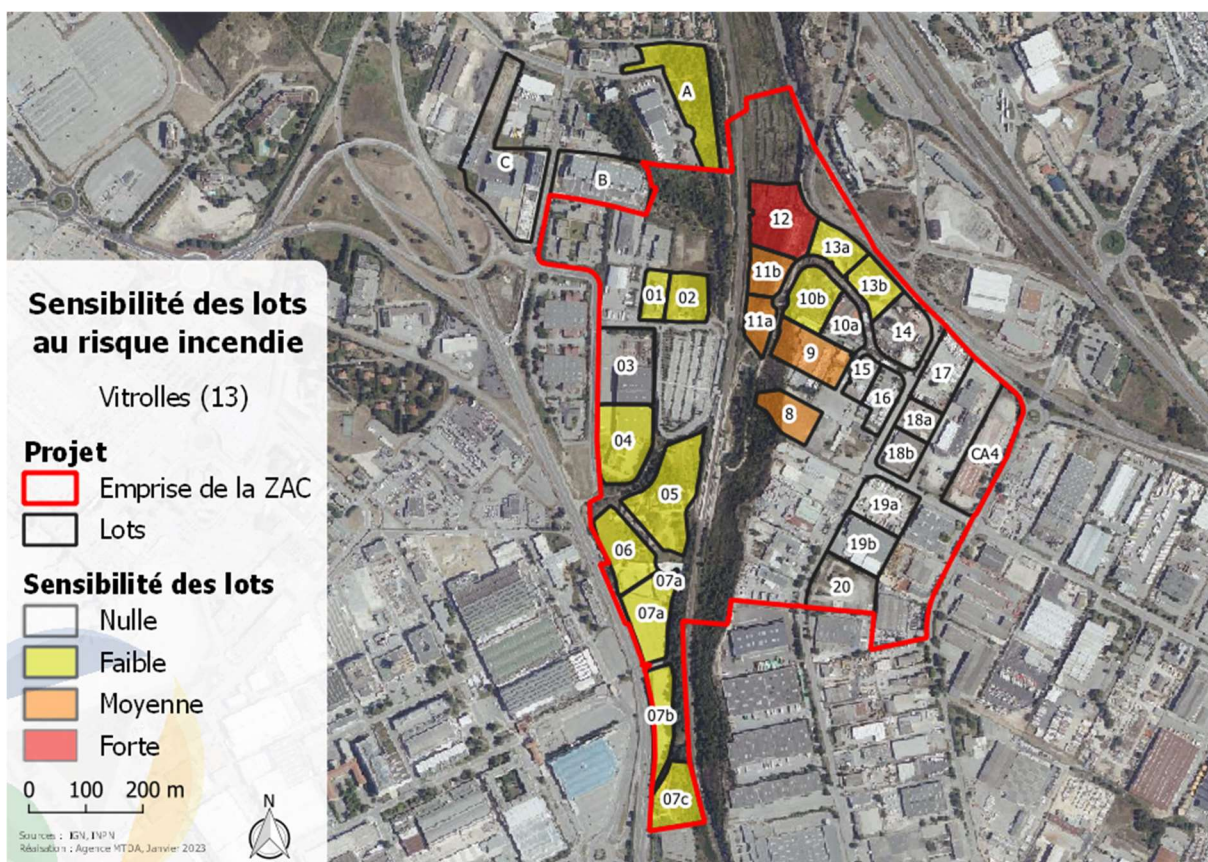 Sensibilité des lots
au risque incendie
Vitrolles (13)
Projet
Emprise de la ZAC
Lots
Sensibilité des lots
Nulle
Faible
Moyenne
Forte
0 100 200 m
N
Sources : IGN, INPN
Réalisation : Agence MTDA, Janvier 2023
A
C
B
12
13a
11b
13b
01
02
10b
11a
10a
14
9
03
15
17
16
8
18a
04
18b
CA4
05
19a
06
19b
07a
20
07a
07b
07c